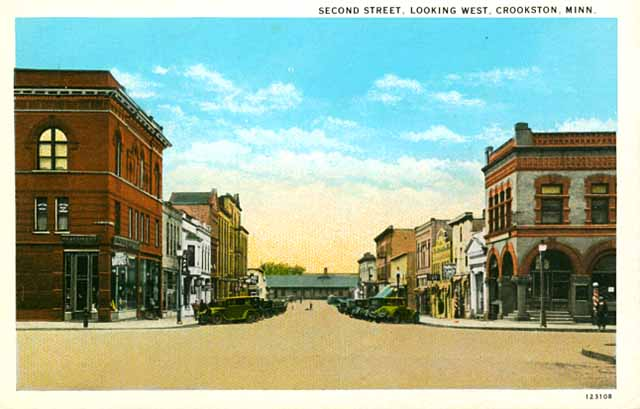 SECOND STREET, LOOKING WEST, CROOKSTON, MINN.
123108